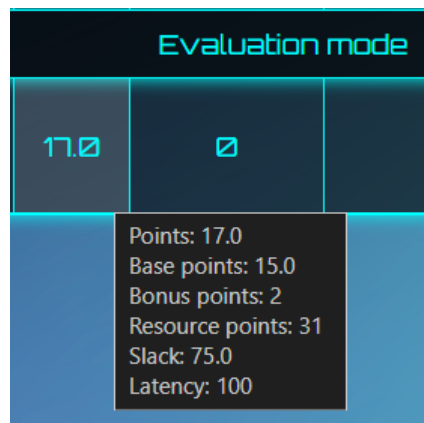 Evaluation mode
17.0 0
Points: 17.0
Base points: 15.0
Bonus points: 2
Resource points: 31
Slack: 75.0
Latency: 100